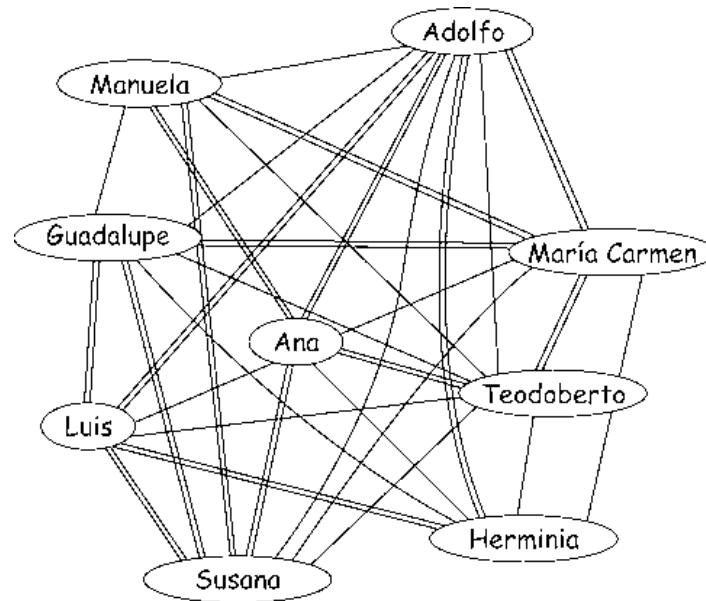 Adolfo
Manuela
Guadalupe
María Carmen
Ana
Teodoberto
Luis
Herminia
Susana